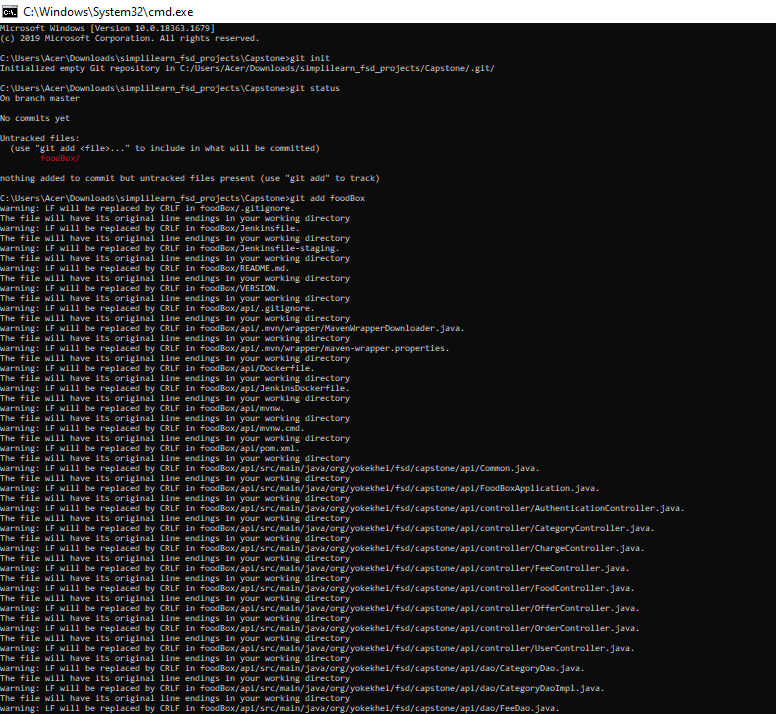 C:\Windows\System32\cmd.exe
Microsoft Windows [Version 10.0.18363.1679]
(c) 2019 Microsoft Corporation. All rights reserved.
C:\Users\Acer\Downloads\simplilearn_fsd_projects\Capstone>git init
Initialized empty Git repository in C:/Users/Acer/Downloads/simplilearn_fsd_projects/Capstone/.git/
C:\Users\Acer\Downloads\simplilearn_fsd_projects\Capstone>git status
On branch master
No commits yet
Untracked files:
(use "git add <file>..." to include in what will be committed)
foodBox/
nothing added to commit but untracked files present (use "git add" to track)
C:\Users\Acer\Downloads\simplilearn_fsd_projects\Capstone>git add foodBox
warning: LF will be replaced by CRLF in foodBox/.gitignore.
The file will have its original line endings in your working directory
warning: LF will be replaced by CRLF in foodBox/Jenkinsfile.
The file will have its original line endings in your working directory
warning: LF will be replaced by CRLF in foodBox/Jenkinsfile-staging.
The file will have its original line endings in your working directory
warning: LF will be replaced by CRLF in foodBox/README.md.
The file will have its original line endings in your working directory
warning: LF will be replaced by CRLF in foodBox/VERSION.
The file will have its original line endings in your working directory
warning: LF will be replaced by CRLF in foodBox/api/.gitignore.
The file will have its original line endings in your working directory
warning: LF will be replaced by CRLF in foodBox/api/.mvn/wrapper/MavenWrapperDownloader.java.
The file will have its original line endings in your working directory
warning: LF will be replaced by CRLF in foodBox/api/.mvn/wrapper/maven-wrapper.properties.
The file will have its original line endings in your working directory
warning: LF will be replaced by CRLF in foodBox/api/Dockerfile.
The file will have its original line endings in your working directory
warning: LF will be replaced by CRLF in foodBox/api/JenkinsDockerfile.
The file will have its original line endings in your working directory
warning: LF will be replaced by CRLF in foodBox/api/mvnw.
The file will have its original line endings in your working directory
warning: LF will be replaced by CRLF in foodBox/api/mvnw.cmd.
The file will have its original line endings in your working directory
warning: LF will be replaced by CRLF in foodBox/api/pom.xml.
The file will have its original line endings in your working directory
warning: LF will be replaced by CRLF in foodBox/api/src/main/java/org/yokekhei/fsd/capstone/api/Common.java.
The file will have its original line endings in your working directory
warning: LF will be replaced by CRLF in foodBox/api/src/main/java/org/yokekhei/fsd/capstone/api/FoodBoxApplication.java.
The file will have its original line endings in your working directory
warning: LF will be replaced by CRLF in foodBox/api/src/main/java/org/yokekhei/fsd/capstone/api/controller/AuthenticationController.java.
The file will have its original line endings in your working directory
warning: LF will be replaced by CRLF in foodBox/api/src/main/java/org/yokekhei/fsd/capstone/api/controller/CategoryController.java.
The file will have its original line endings in your working directory
warning: LF will be replaced by CRLF in foodBox/api/src/main/java/org/yokekhei/fsd/capstone/api/controller/ChargeController.java.
The file will have its original line endings in your working directory
warning: LF will be replaced by CRLF in foodBox/api/src/main/java/org/yokekhei/fsd/capstone/api/controller/FeeController.java.
The file will have its original line endings in your working directory
warning: LF will be replaced by CRLF in foodBox/api/src/main/java/org/yokekhei/fsd/capstone/api/controller/FoodController.java.
The file will have its original line endings in your working directory
warning: LF will be replaced by CRLF in foodBox/api/src/main/java/org/yokekhei/fsd/capstone/api/controller/OfferController.java.
The file will have its original line endings in your working directory
warning: LF will be replaced by CRLF in foodBox/api/src/main/java/org/yokekhei/fsd/capstone/api/controller/OrderController.java.
The file will have its original line endings in your working directory
warning: LF will be replaced by CRLF in foodBox/api/src/main/java/org/yokekhei/fsd/capstone/api/controller/UserController.java.
The file will have its original line endings in your working directory
warning: LF will be replaced by CRLF in foodBox/api/src/main/java/org/yokekhei/fsd/capstone/api/dao/CategoryDao.java.
The file will have its original line endings in your working directory
warning: LF will be replaced by CRLF in foodBox/api/src/main/java/org/yokekhei/fsd/capstone/api/dao/CategoryDaoImpl.java.
The file will have its original line endings in your working directory
warning: LF will be replaced by CRLF in foodBox/api/src/main/java/org/yokekhei/fsd/capstone/api/dao/FeeDao.java.